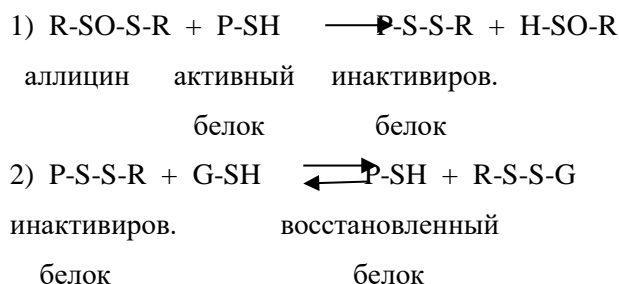 1) R-SO-S-R + P-SH → P-S-S-R + H-SO-R
аллицин активный инактивиров.
белок белок
2) P-S-S-R + G-SH ⇄ P-SH + R-S-S-G
инактивиров. восстановленный
белок белок